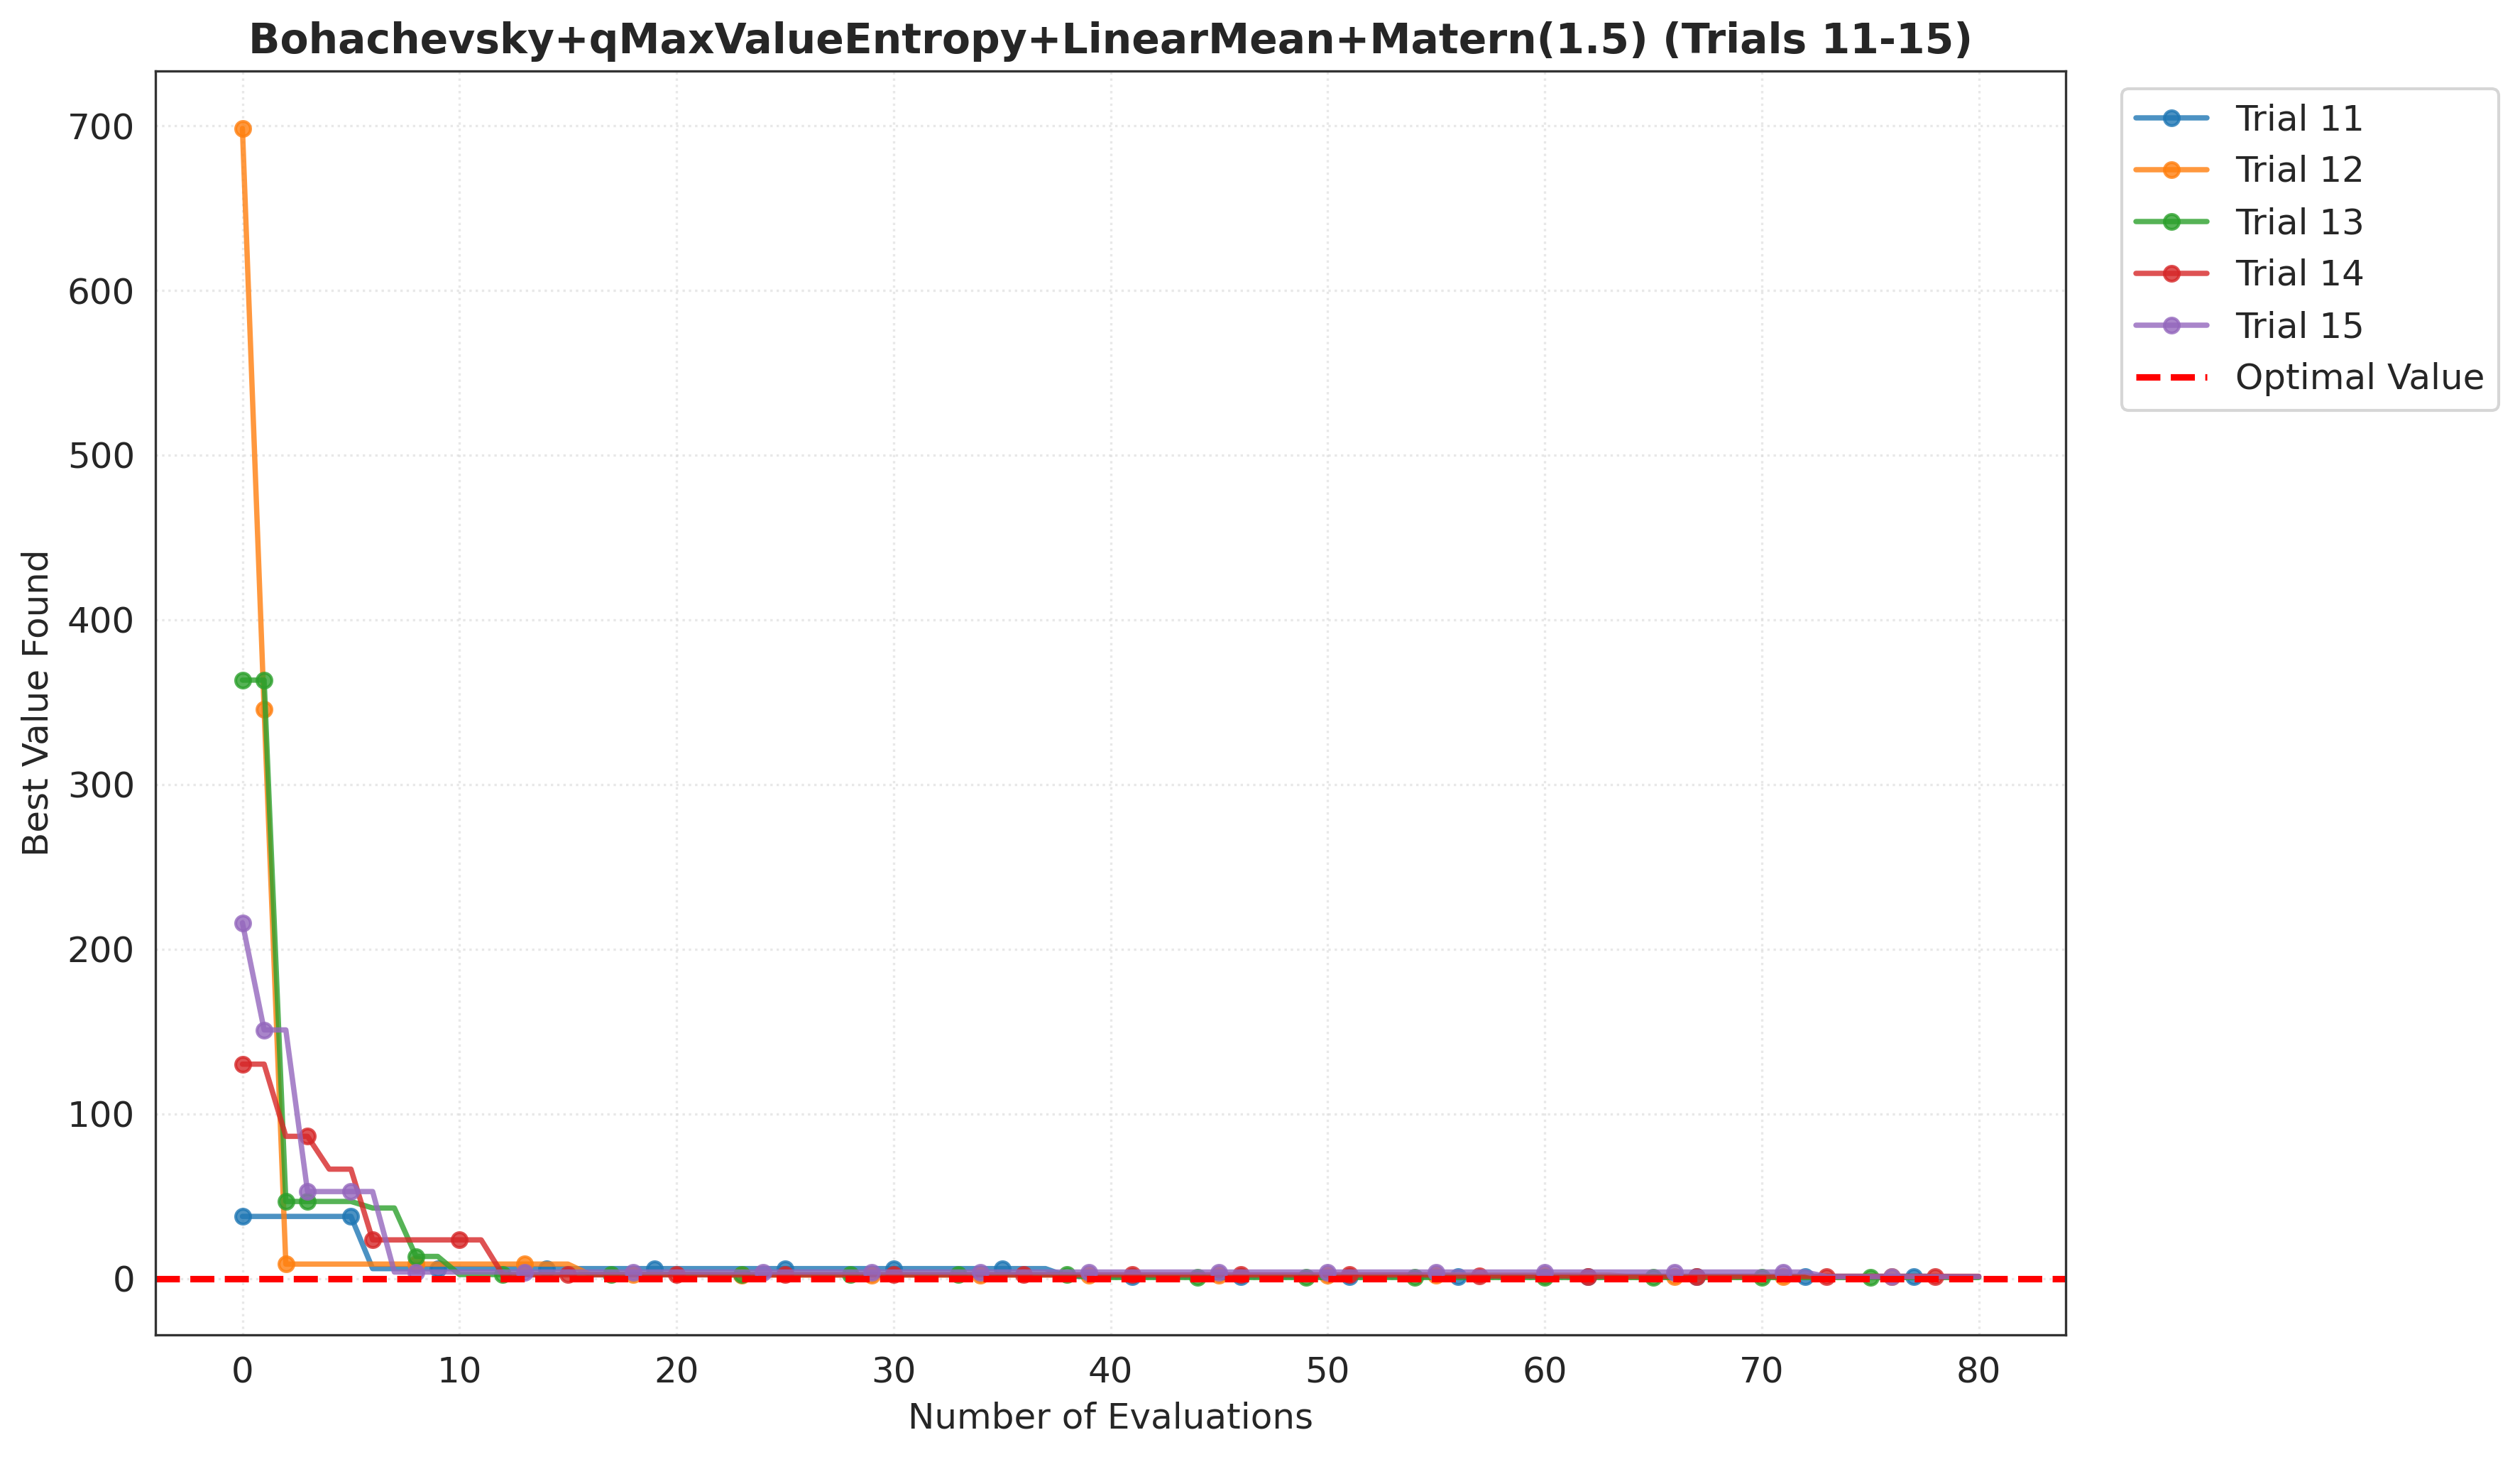 Bohachevsky+qMaxValueEntropy+LinearMean+Matern(1.5) (Trials 11-15)
Best Value Found
700
600
500
400
300
200
100
0
0 10 20 30 40 50 60 70 80
Number of Evaluations
Trial 11
Trial 12
Trial 13
Trial 14
Trial 15
Optimal Value